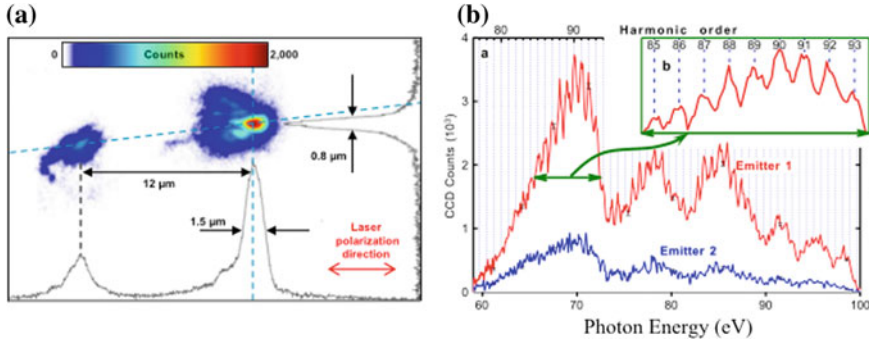 (a)
0 Counts 2,000
0.8 µm
12 µm
1.5 µm
Laser
polarization
direction
(b)
80 90 Harmonic order
85 86 87 88 89 90 91 92 93
a
b
4
3
2
1
0
CCD Counts (10³)
Emitter 1
Emitter 2
60 70 80 90 100
Photon Energy (eV)